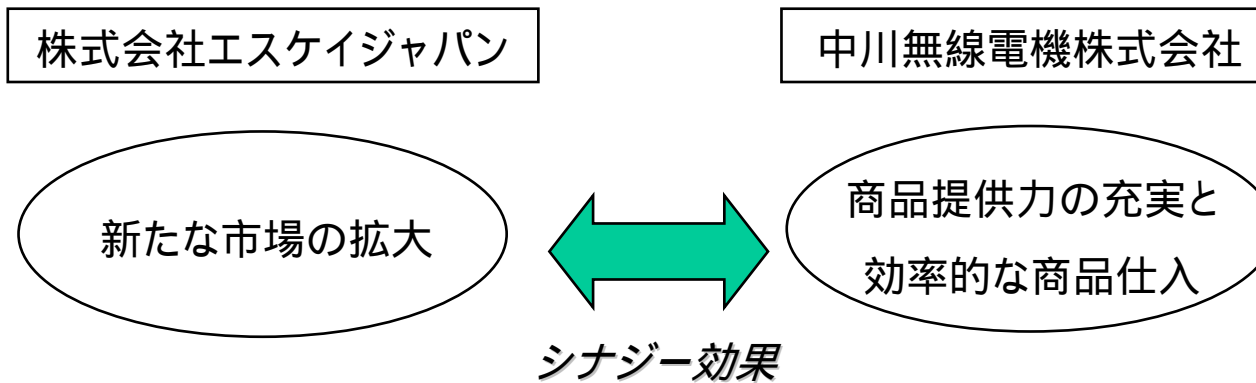 株式会社エスケイジャパン
中川無線電機株式会社
新たな市場の拡大
商品提供力の充実と
効率的な商品仕入
シナジー効果